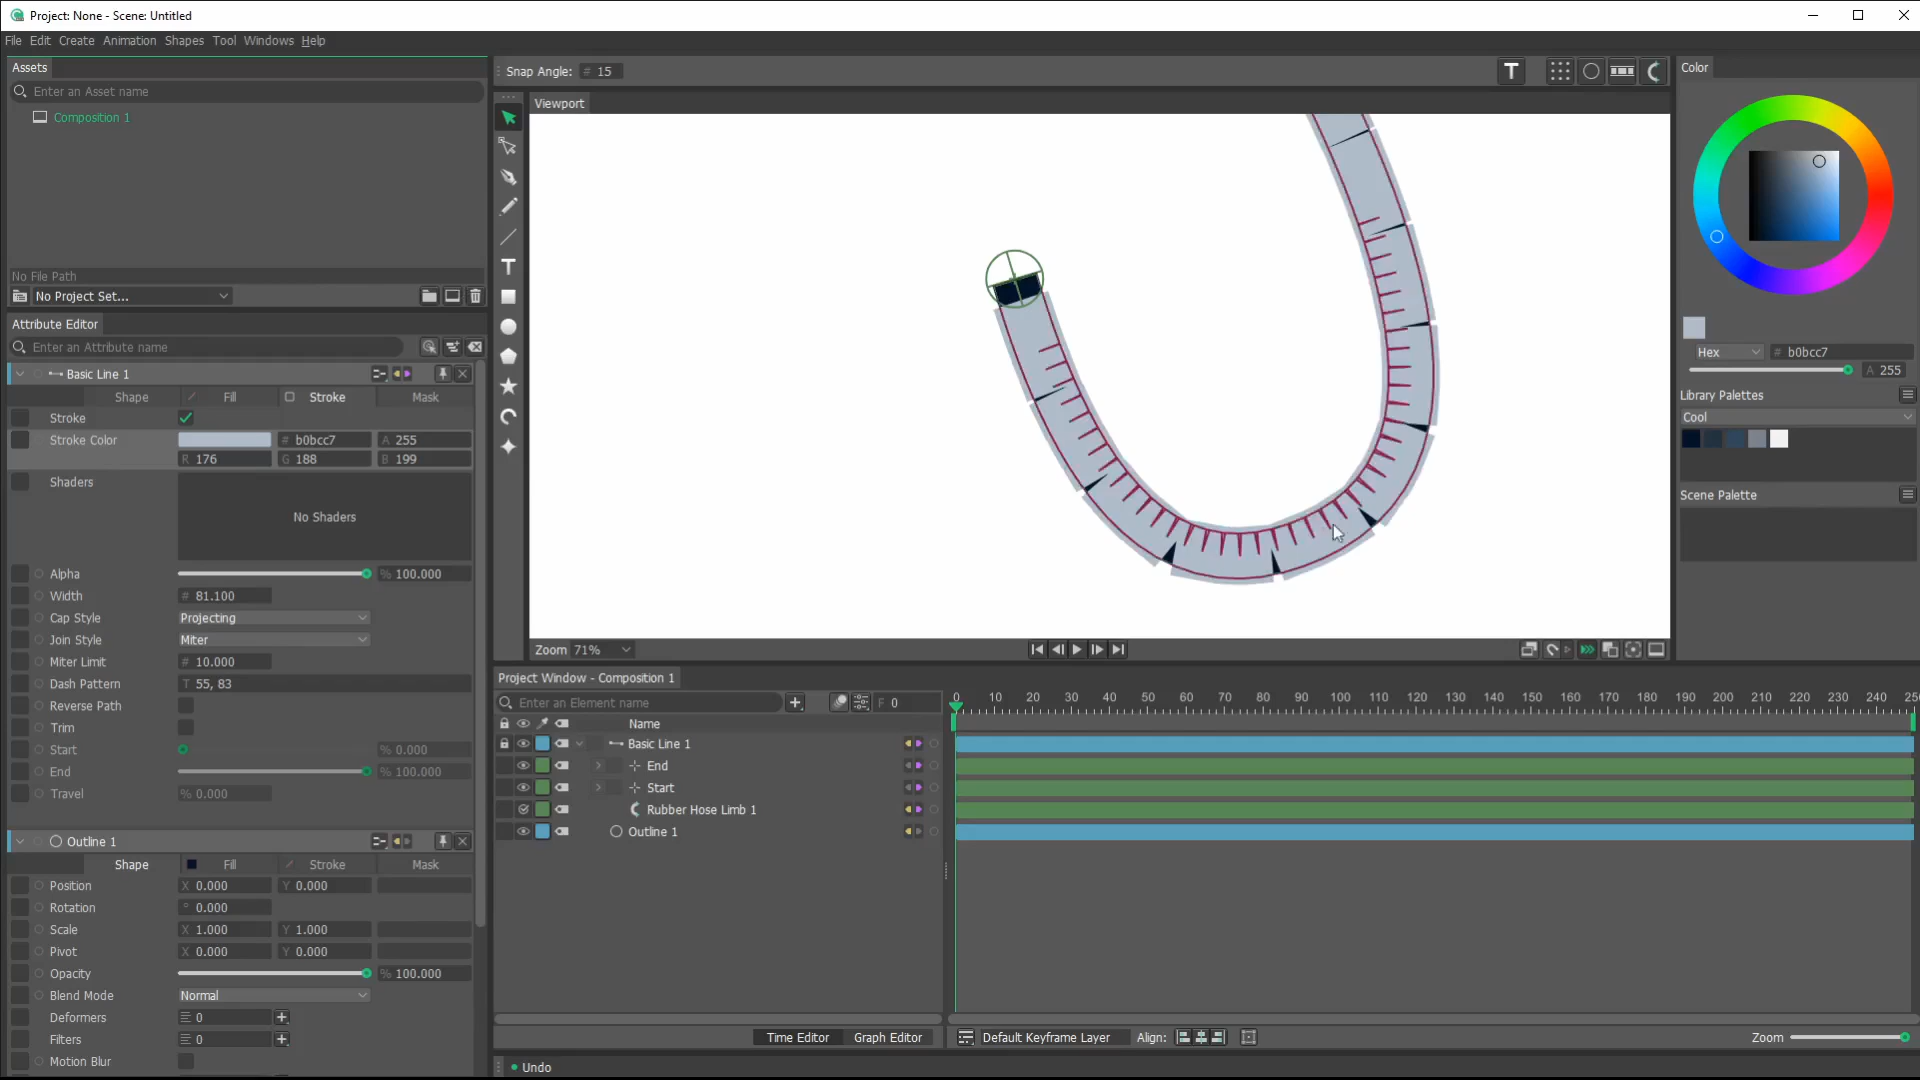 Project: None - Scene: Untitled
File Edit Create Animation Shapes Tool Windows Help
Assets
Enter an Asset name
Composition 1
No File Path
No Project Set...
Attribute Editor
Enter an Attribute name
Basic Line 1
Shape Fill Stroke Mask
Stroke
Stroke Color # b0bcc7 A 255
R 176 G 188 B 199
Shaders
No Shaders
Alpha % 100.000
Width # 81.100
Cap Style Projecting
Join Style Miter
Miter Limit # 10.000
Dash Pattern T 55, 83
Reverse Path
Trim
Start % 0.000
End % 100.000
Travel % 0.000
Outline 1
Shape Fill Stroke Mask
Position X 0.000 Y 0.000
Rotation ° 0.000
Scale X 1.000 Y 1.000
Pivot X 0.000 Y 0.000
Opacity % 100.000
Blend Mode Normal
Deformers 0
Filters 0
Motion Blur
Snap Angle: # 15
Viewport
Zoom 71%
Project Window - Composition 1
Enter an Element name F 0
Name
Basic Line 1
End
Start
Rubber Hose Limb 1
Outline 1
0 10 20 30 40 50 60 70 80 90 100 110 120 130 140 150 160 170 180 190 200 210 220 230 240 250
Time Editor Graph Editor Default Keyframe Layer Align: Zoom
Undo
Color
Hex # b0bcc7
A 255
Library Palettes
Cool
Scene Palette